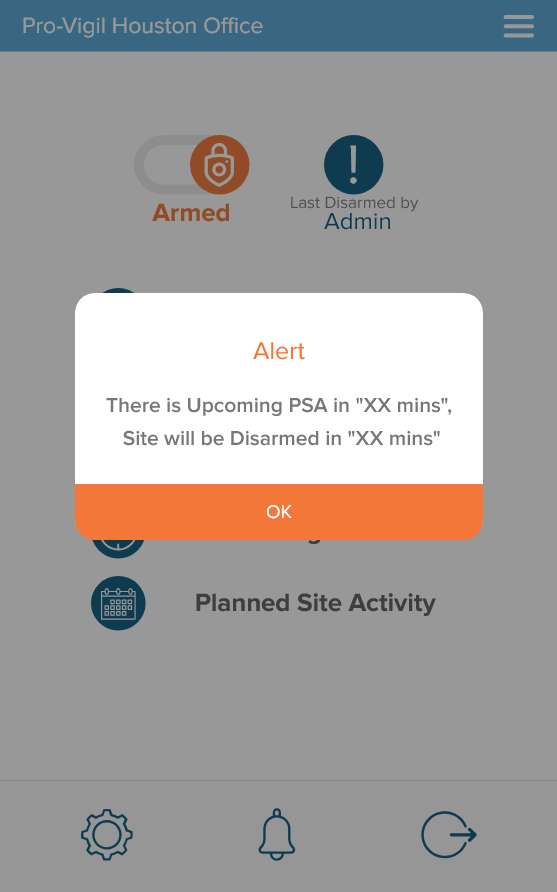 Pro-Vigil Houston Office
Armed
Last Disarmed by
Admin
Alert
There is Upcoming PSA in "XX mins",
Site will be Disarmed in "XX mins"
OK
Planned Site Activity